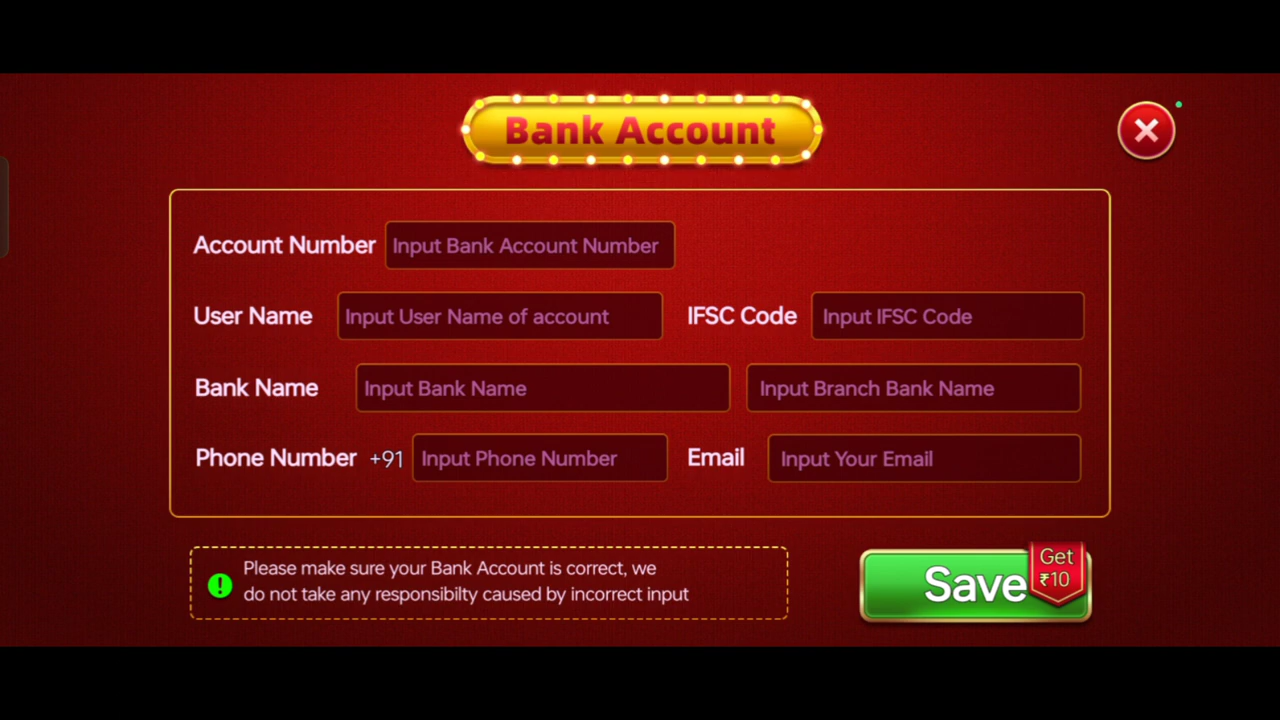 Bank Account
Account Number Input Bank Account Number
User Name Input User Name of account IFSC Code Input IFSC Code
Bank Name Input Bank Name Input Branch Bank Name
Phone Number +91 Input Phone Number Email Input Your Email
Please make sure your Bank Account is correct, we
do not take any responsibilty caused by incorrect input
Save
Get
₹10